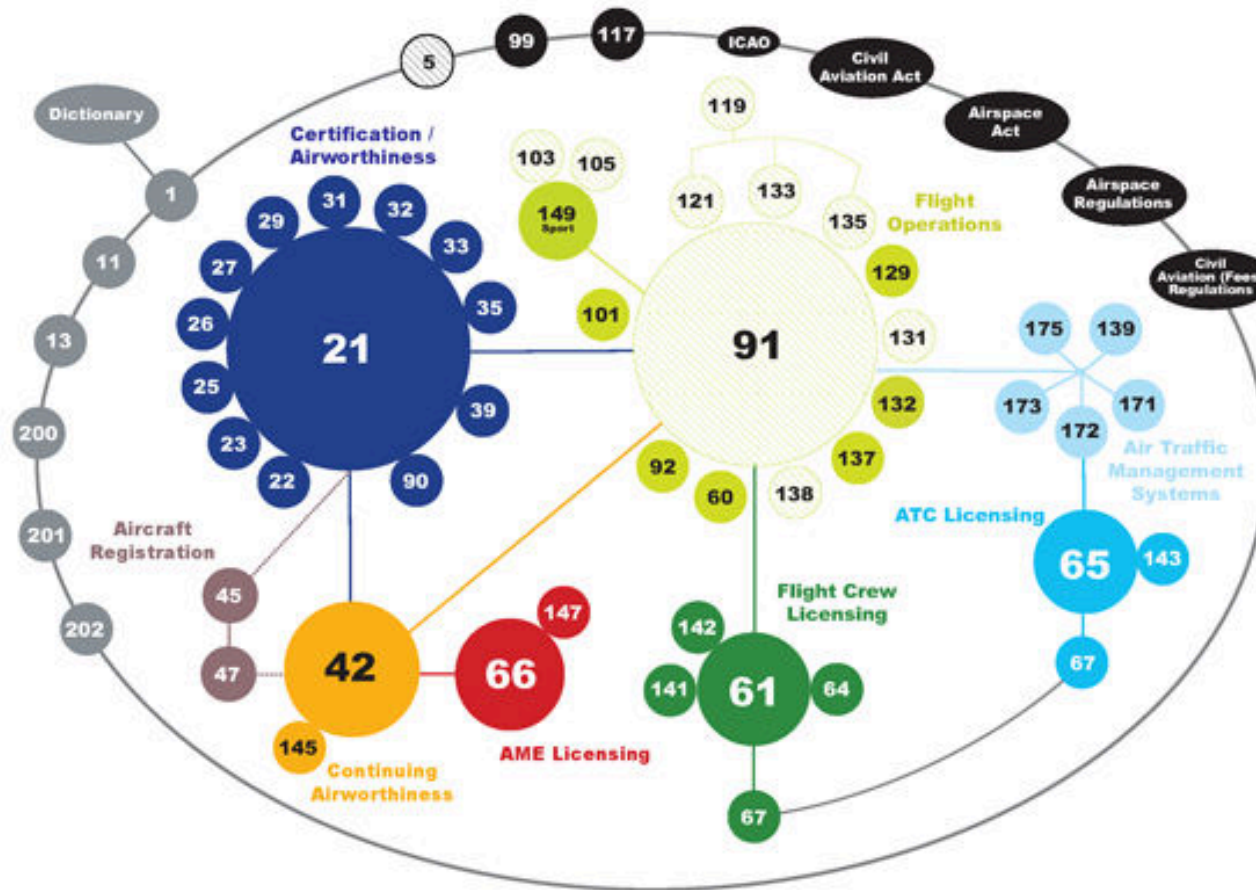 5
99
117
ICAO
Civil
Aviation Act
Airspace
Act
Airspace
Regulations
Civil
Aviation (Fees)
Regulations
Dictionary
1
11
13
200
201
202
Certification /
Airworthiness
31
32
29
33
27
35
26
21
25
39
23
22
90
103
105
149
Sport
101
119
121
133
135
Flight
Operations
129
91
131
132
137
92
60
138
175
139
173
171
172
Air Traffic
Management
Systems
ATC Licensing
65
143
67
Aircraft
Registration
45
47
42
145
Continuing
Airworthiness
147
66
AME Licensing
Flight Crew
Licensing
142
141
61
64
67